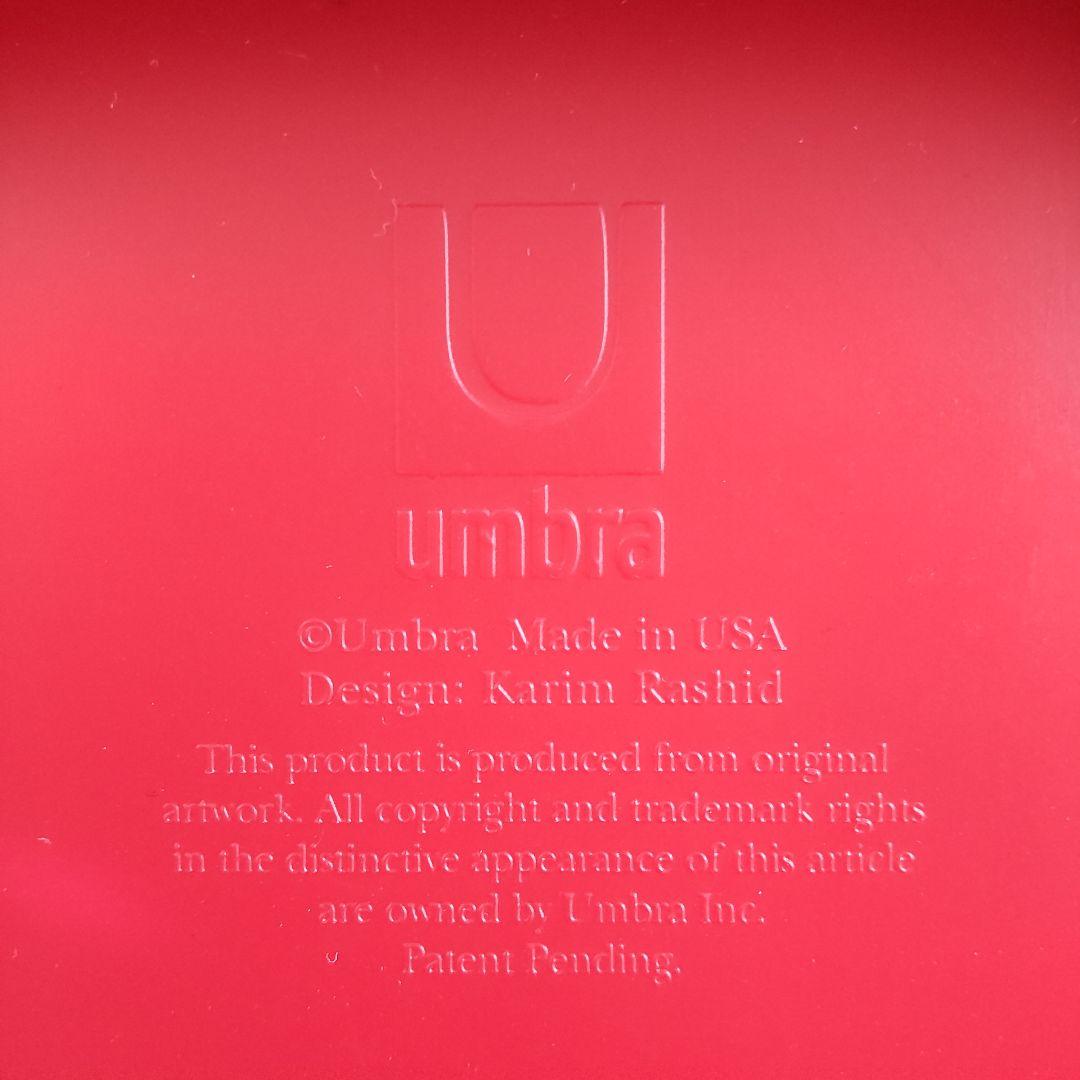 U
umbra
©Umbra Made in USA
Design: Karim Rashid
This product is produced from original
artwork. All copyright and trademark rights
in the distinctive appearance of this article
are owned by Umbra Inc.
Patent Pending.